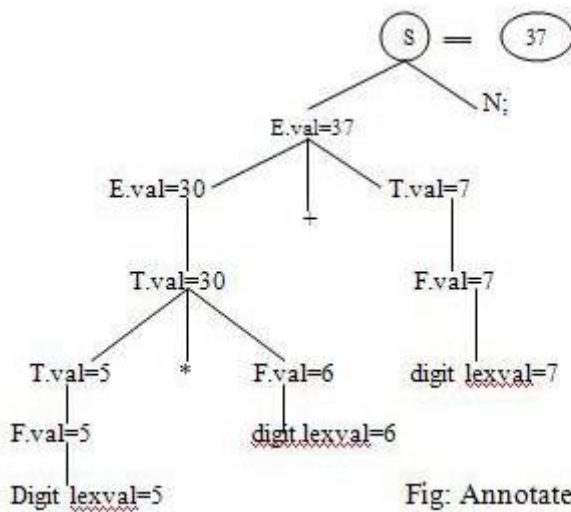 S = 37
N;
E.val=37
E.val=30 + T.val=7
T.val=30 F.val=7
T.val=5 * F.val=6 digit lexval=7
F.val=5 digit.lexval=6
Digit lexval=5 Fig: Annotate